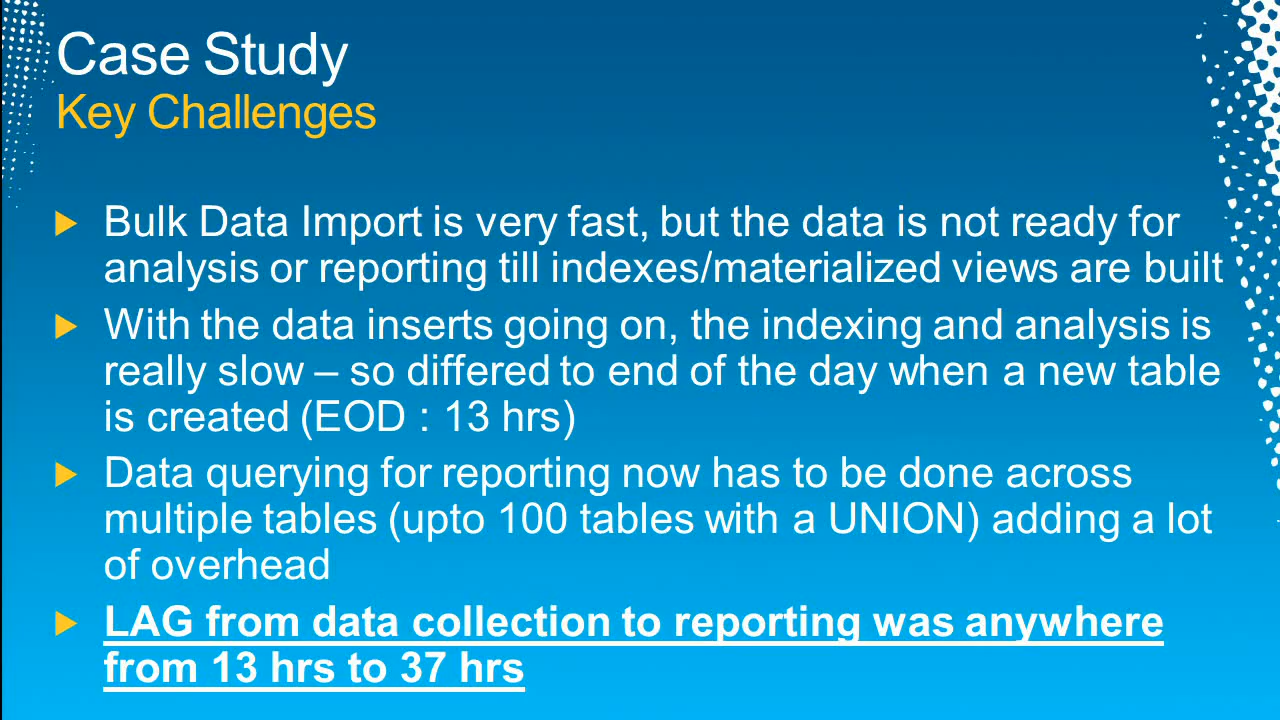 Case Study
Key Challenges
Bulk Data Import is very fast, but the data is not ready for
analysis or reporting till indexes/materialized views are built
With the data inserts going on, the indexing and analysis is
really slow – so differed to end of the day when a new table
is created (EOD : 13 hrs)
Data querying for reporting now has to be done across
multiple tables (upto 100 tables with a UNION) adding a lot
of overhead
LAG from data collection to reporting was anywhere
from 13 hrs to 37 hrs